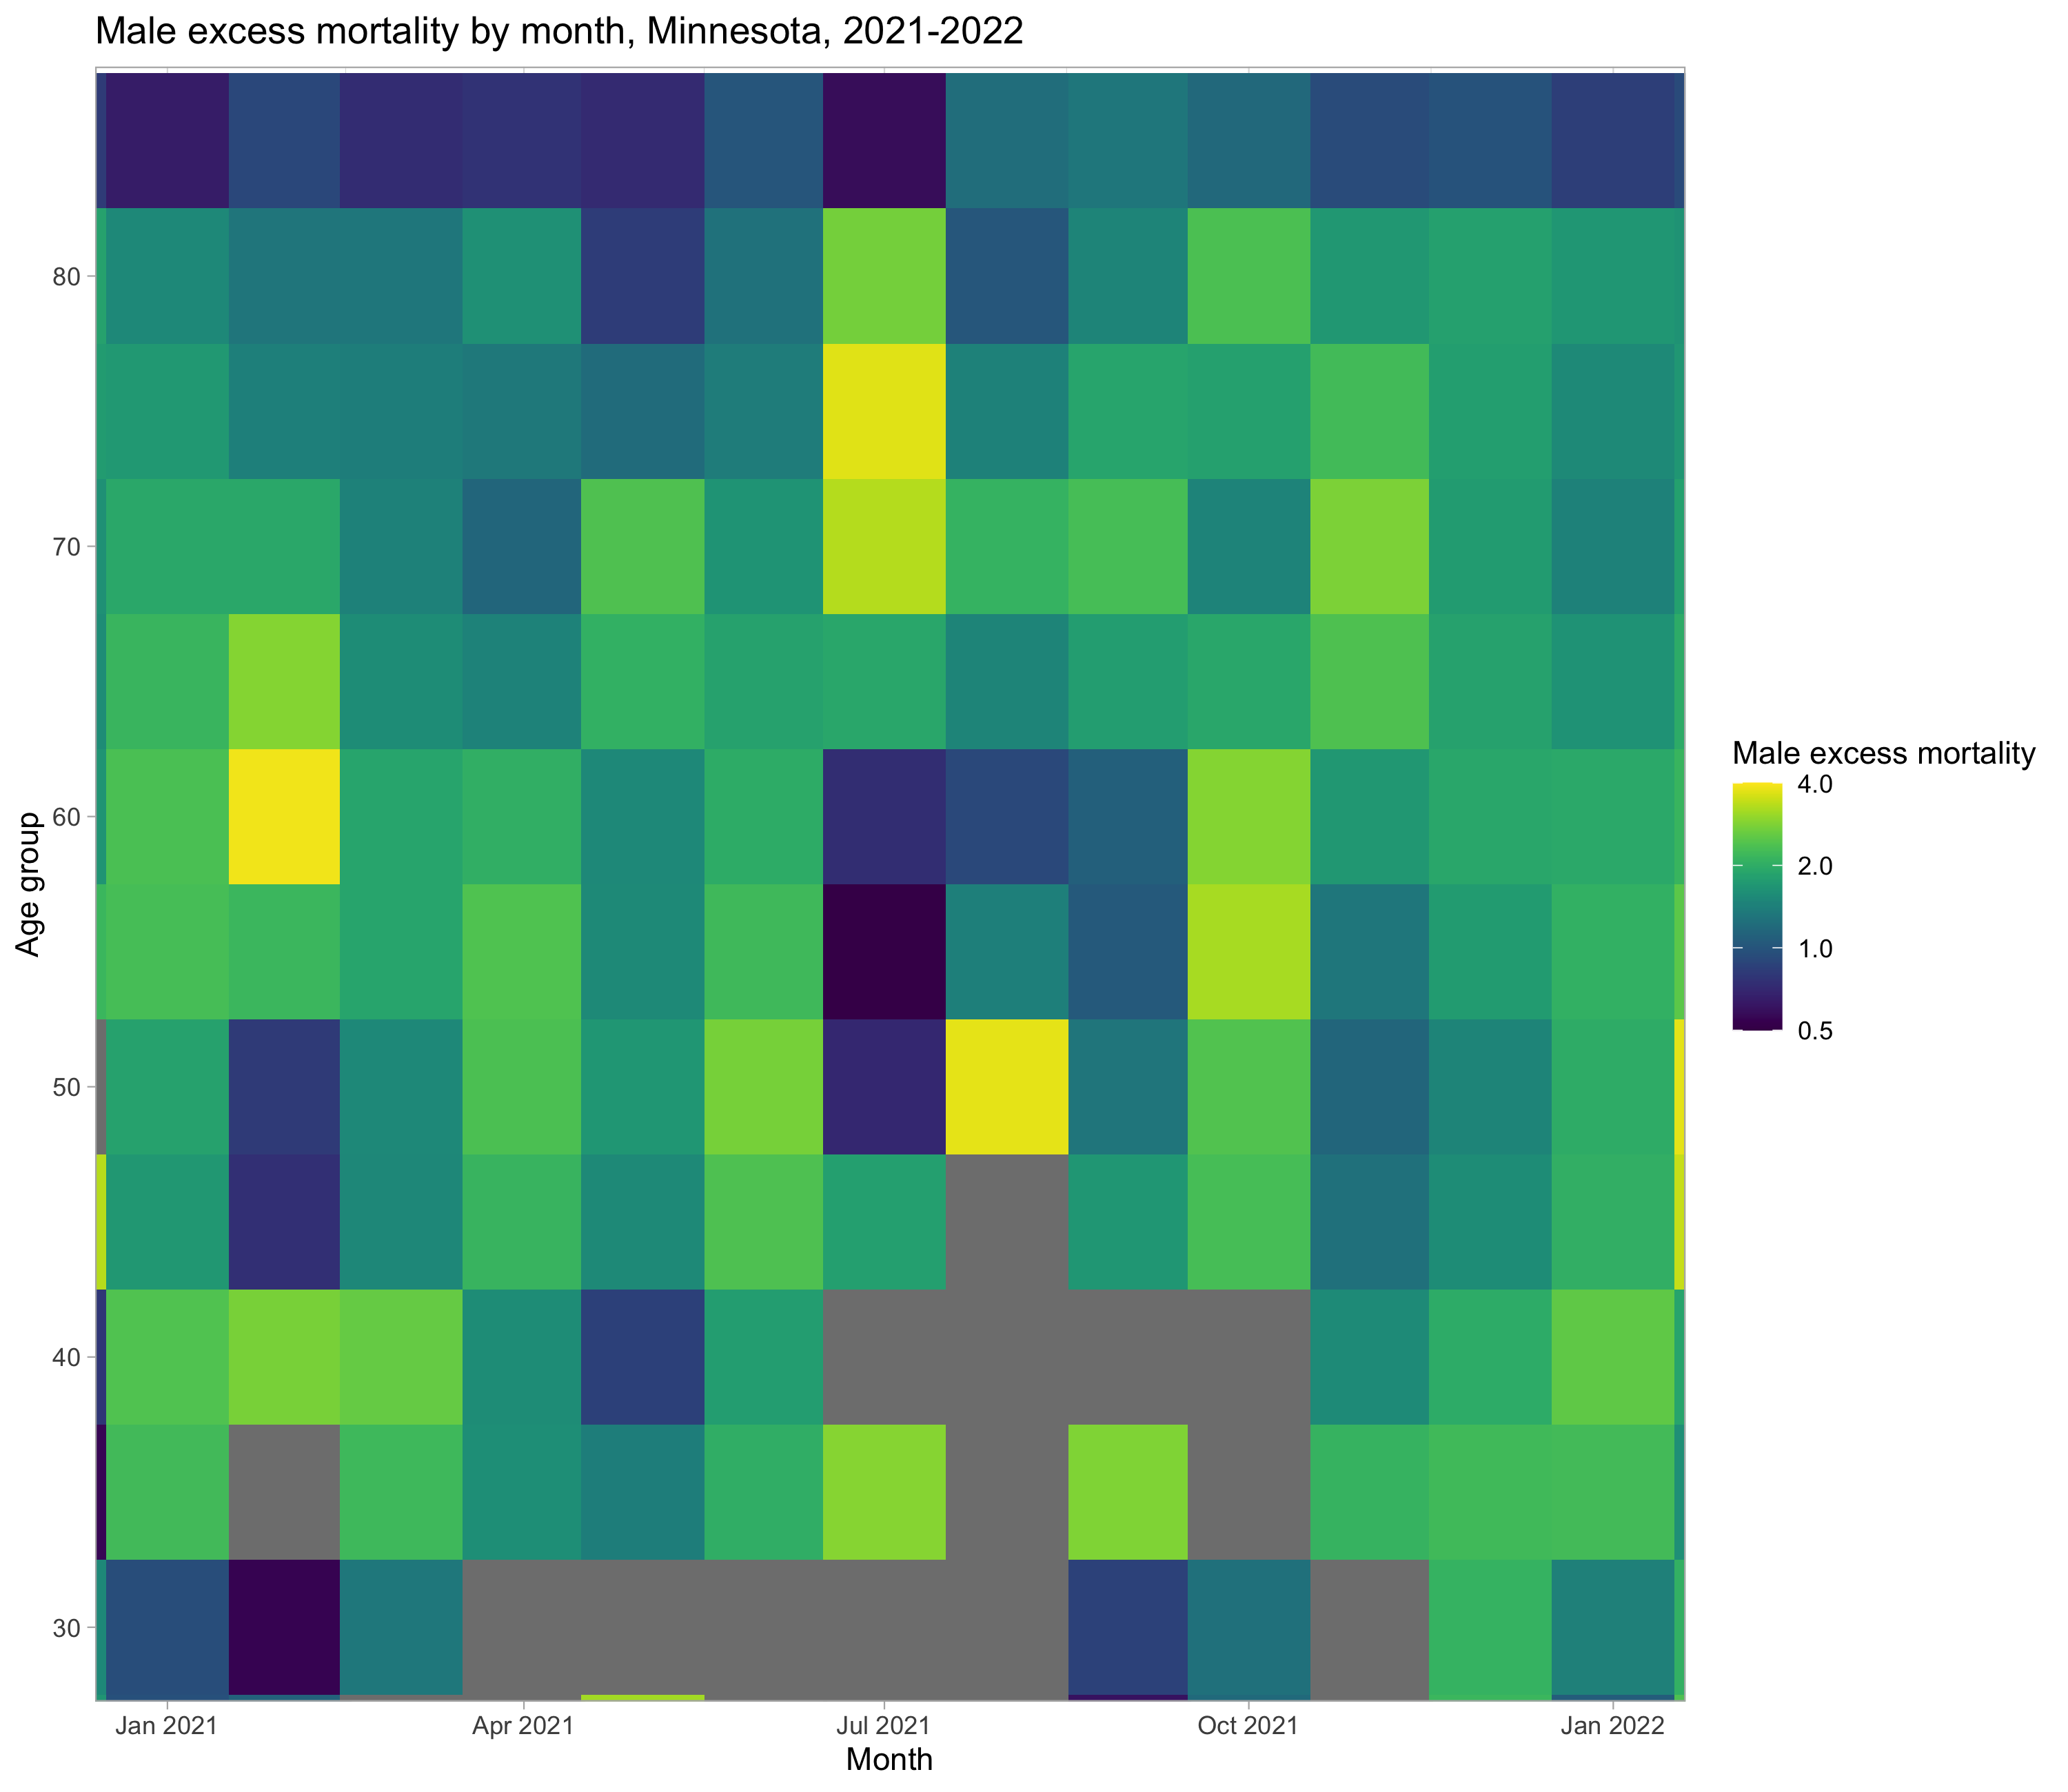 Male excess mortality by month, Minnesota, 2021-2022
80
70
60
50
40
30
Age group
Jan 2021
Apr 2021
Jul 2021
Oct 2021
Jan 2022
Month
Male excess mortality
4.0
2.0
1.0
0.5